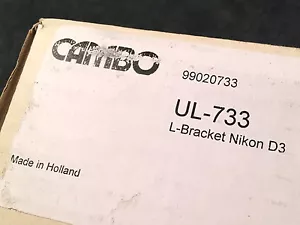 CAMBO
99020733
UL-733
L-Bracket Nikon D3
Made in Holland